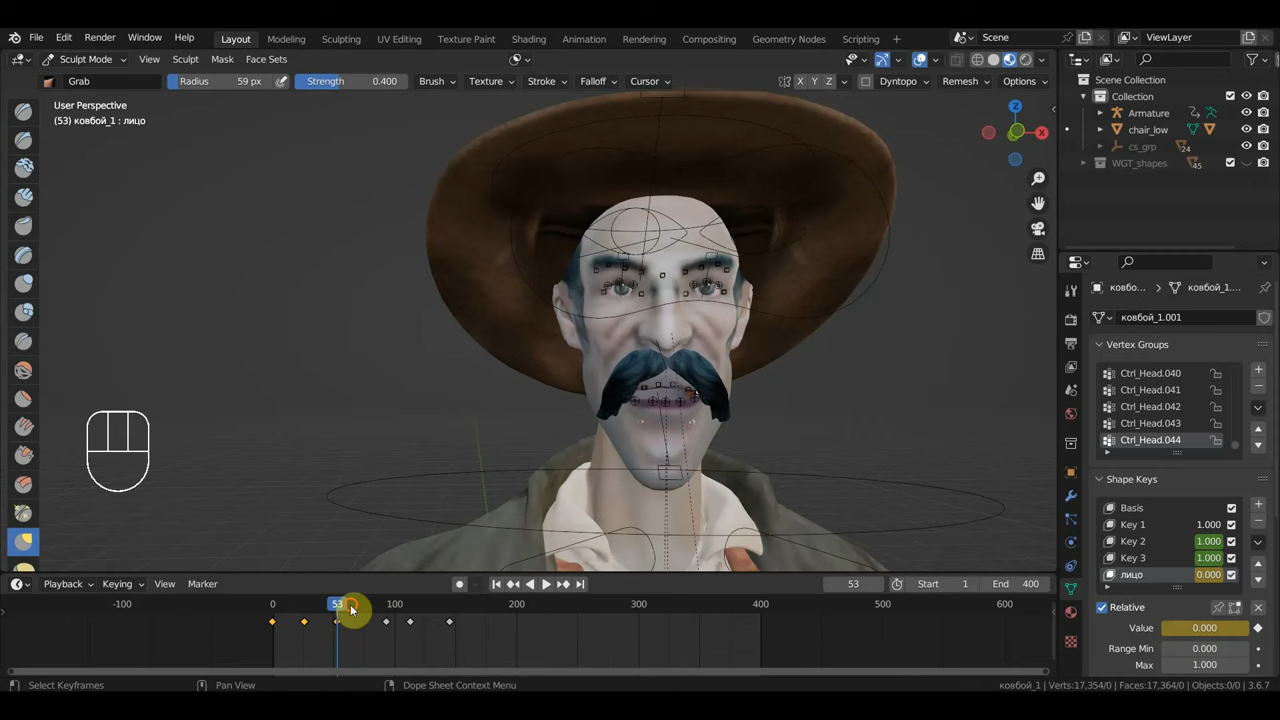 File Edit Render Window Help Layout Modeling Sculpting UV Editing Texture Paint Shading Animation Rendering Compositing Geometry Nodes Scripting Scene ViewLayer
Sculpt Mode View Sculpt Mask Face Sets
Grab Radius 59 px Strength 0.400 Brush Texture Stroke Falloff Cursor X Y Z Dyntopo Remesh Options
Scene Collection
Collection
Armature
chair_low
cs_grp 24
WGT_shapes 45
User Perspective
(53) ковбой_1 : лицо
Z
X
ковбо... ковбой_1....
ковбой_1.001
Vertex Groups
Ctrl_Head.040
Ctrl_Head.041
Ctrl_Head.042
Ctrl_Head.043
Ctrl_Head.044
Shape Keys
Basis
Key 1 1.000
Key 2 1.000
Key 3 1.000
лицо 0.000
Relative
Value 0.000
Range Min 0.000
Max 1.000
Playback Keying View Marker 53 Start 1 End 400
-100 0 53 100 200 300 400 500 600
Select Keyframes Pan View Dope Sheet Context Menu ковбой_1 | Verts:17,354/0 | Faces:17,364/0 | Objects:0/0 | 3.6.7